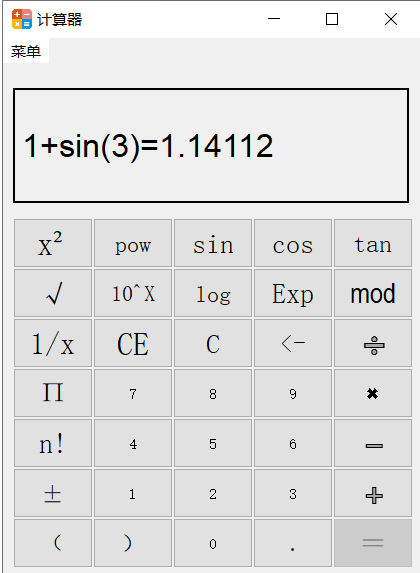 计算器
菜单
1+sin(3)=1.14112
x² pow sin cos tan
√ 10^X log Exp mod
1/x CE C <- ÷
Π 7 8 9 ×
n! 4 5 6 −
± 1 2 3 +
( ) 0 . =